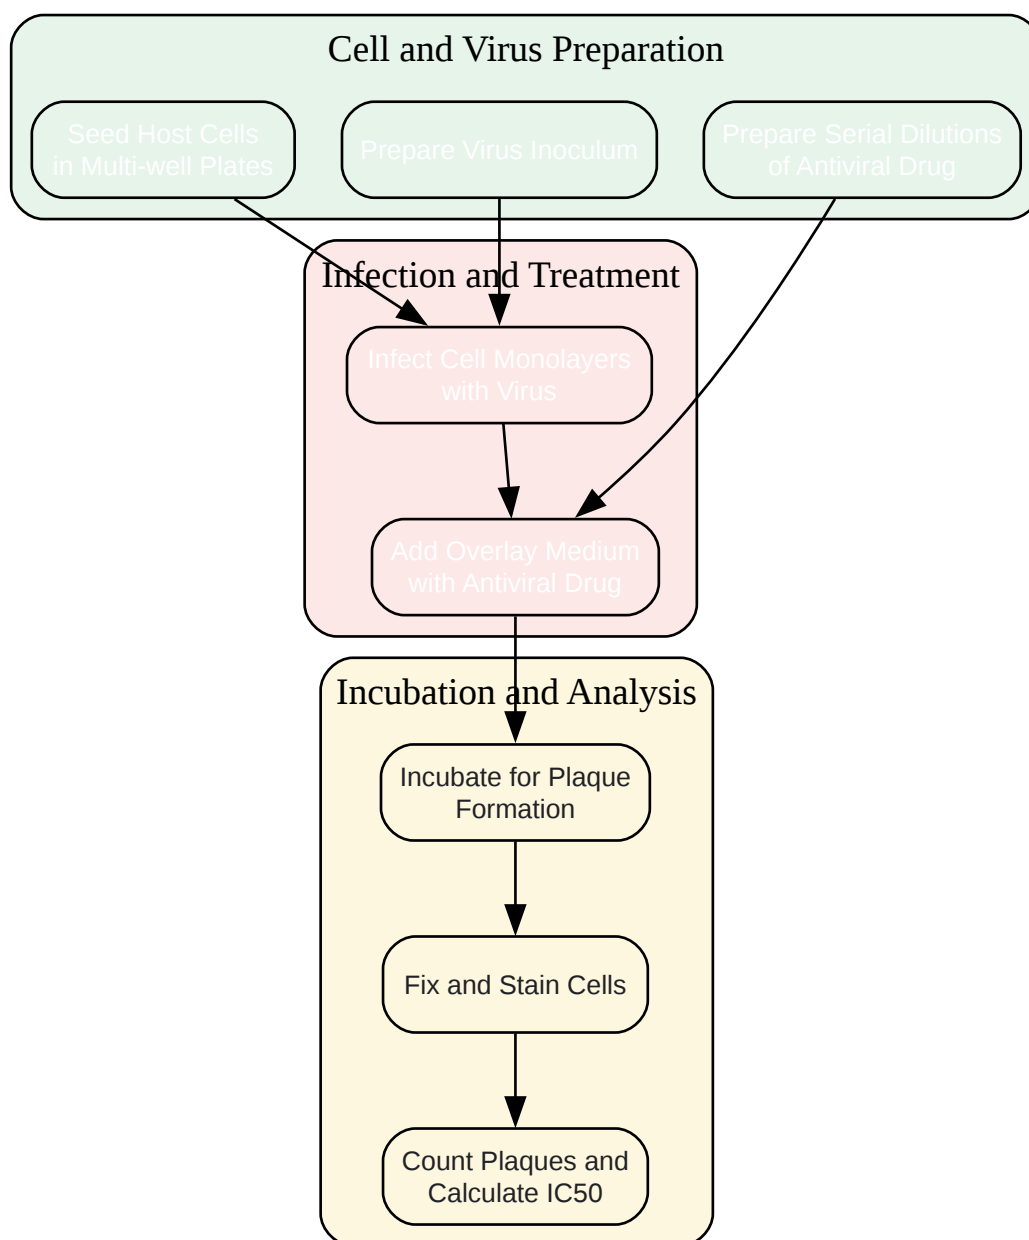 Cell and Virus Preparation
Seed Host Cells
in Multi-well Plates
Prepare Virus Inoculum
Prepare Serial Dilutions
of Antiviral Drug
Infection and Treatment
Infect Cell Monolayers
with Virus
Add Overlay Medium
with Antiviral Drug
Incubation and Analysis
Incubate for Plaque
Formation
Fix and Stain Cells
Count Plaques and
Calculate IC50